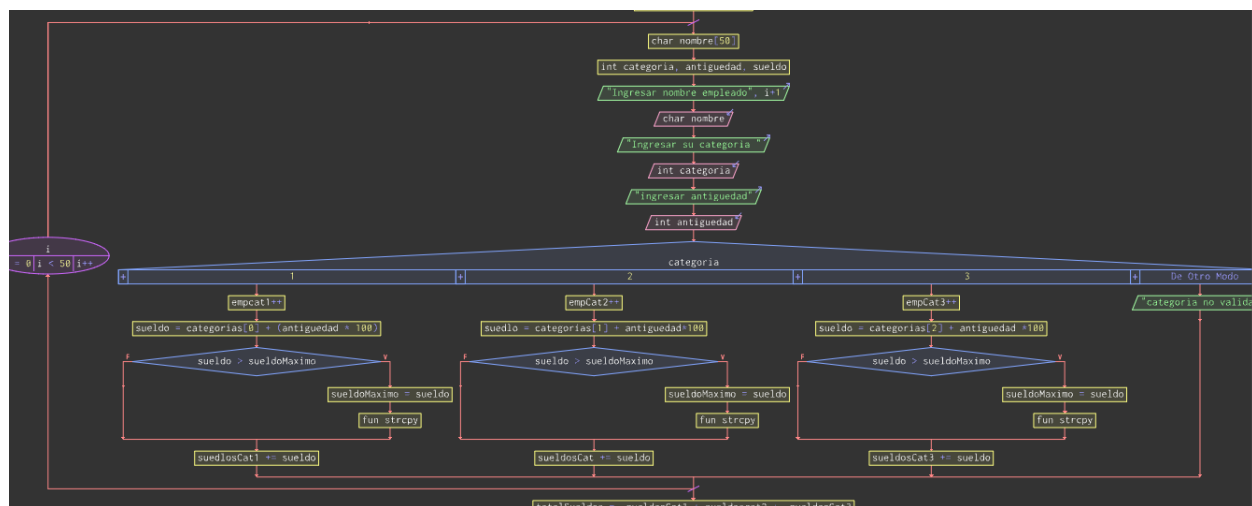 char nombre[50]
int categoria, antiguedad, sueldo
"Ingresar nombre empleado", i+1
char nombre
"Ingresar su categoria "
int categoria
"ingresar antiguedad"
int antiguedad
i
= 0 i < 50 i++
categoria
+ 1 + 2 + 3 + De Otro Modo
empcat1++ empCat2++ empCat3++ "categoria no valida
sueldo = categorias[0] + (antiguedad * 100) suedlo = categorias[1] + antiguedad*100 sueldo = categorias[2] + antiguedad *100
F sueldo > sueldoMaximo V F sueldo > sueldoMaximo V F sueldo > sueldoMaximo V
sueldoMaximo = sueldo sueldoMaximo = sueldo sueldoMaximo = sueldo
fun strcpy fun strcpy fun strcpy
suedlosCat1 += sueldo sueldosCat += sueldo sueldosCat3 += sueldo